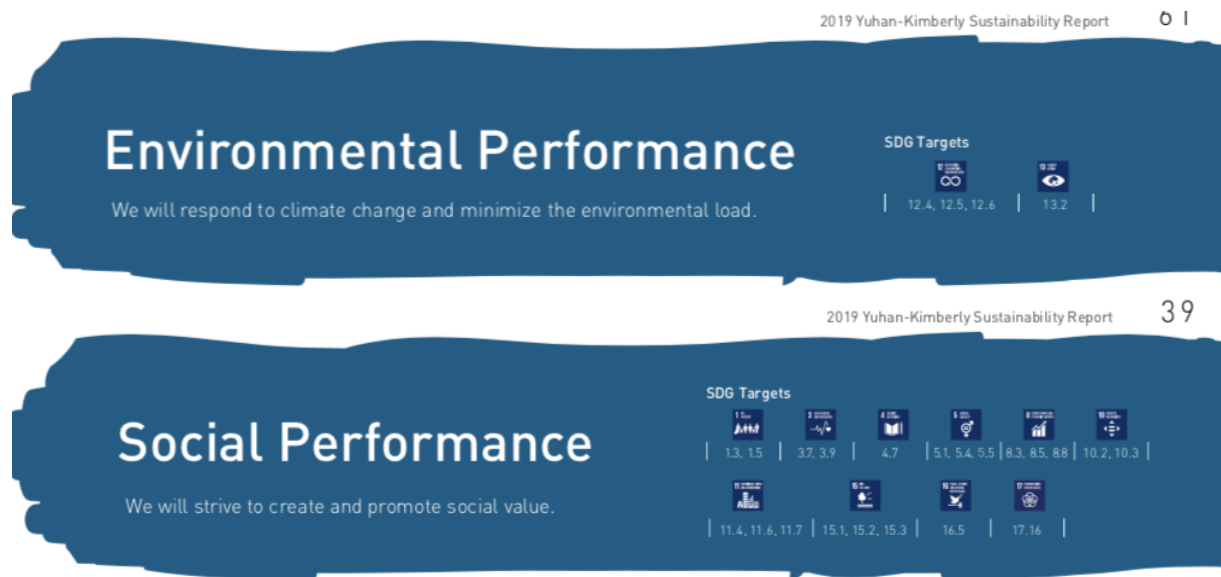 2019 Yuhan-Kimberly Sustainability Report 61
Environmental Performance
We will respond to climate change and minimize the environmental load.
SDG Targets
12.4, 12.5, 12.6 | 13.2
2019 Yuhan-Kimberly Sustainability Report 39
Social Performance
We will strive to create and promote social value.
SDG Targets
1.3, 1.5 | 3.7, 3.9 | 4.7 | 5.1, 5.4, 5.5 | 8.3, 8.5, 8.8 | 10.2, 10.3
11.4, 11.6, 11.7 | 15.1, 15.2, 15.3 | 16.5 | 17.16